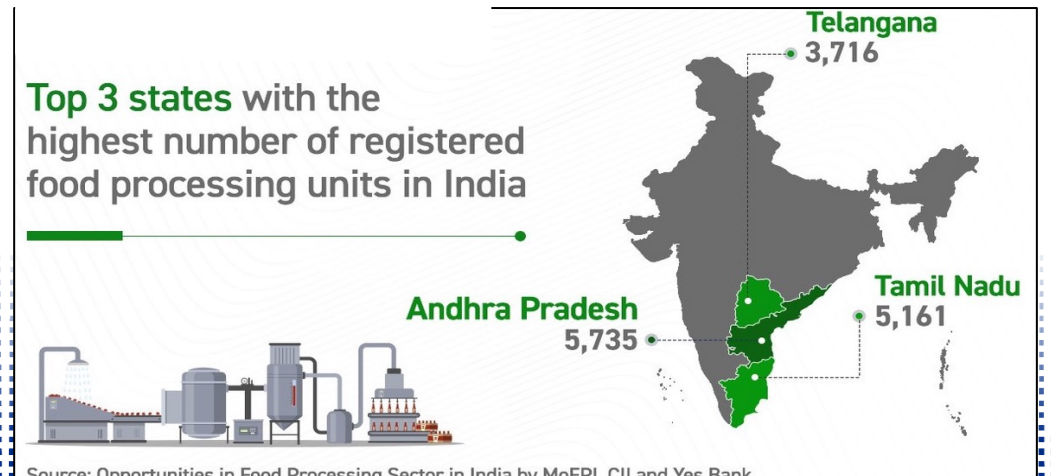 Telangana
3,716
Top 3 states with the
highest number of registered
food processing units in India
Andhra Pradesh
5,735
Tamil Nadu
5,161
Source: Opportunities in Food Processing Sector in India by MoFPI, CII and Yes Bank